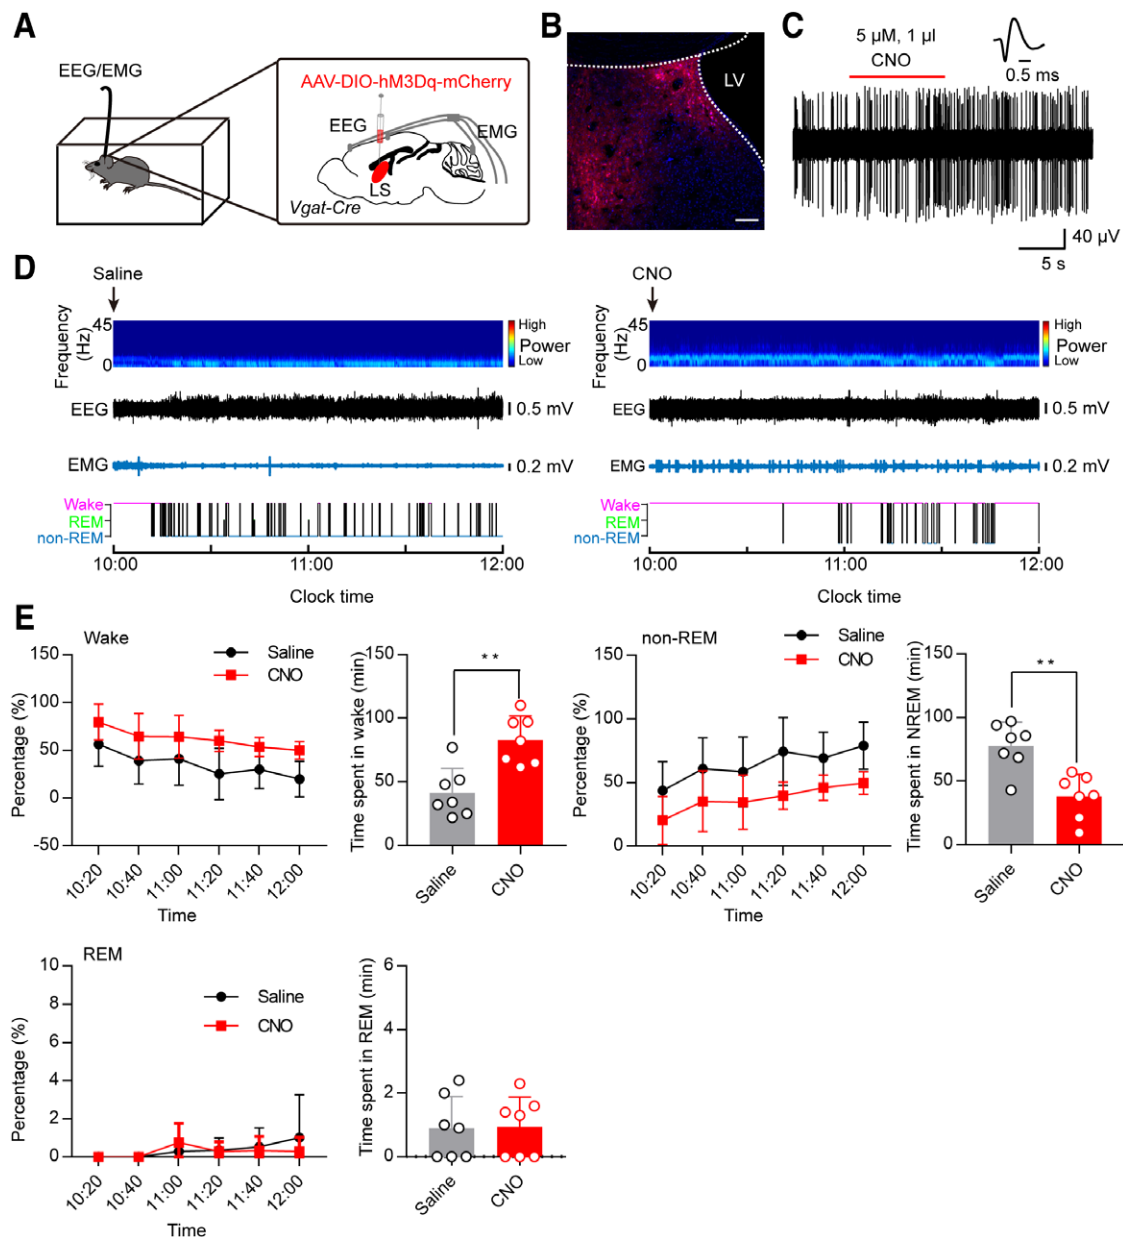 A
EEG/EMG
AAV-DIO-hM3Dq-mCherry
EEG
EMG
LS
Vgat-Cre
B
LV
C
5 µM, 1 µl
CNO
0.5 ms
40 µV
5 s
D
Saline
Frequency
(Hz)
45
0
High
Power
Low
EEG
0.5 mV
EMG
0.2 mV
Wake
REM
non-REM
10:00
11:00
12:00
Clock time
CNO
Frequency
(Hz)
45
0
High
Power
Low
EEG
0.5 mV
EMG
0.2 mV
Wake
REM
non-REM
10:00
11:00
12:00
Clock time
E
Wake
Saline
CNO
Percentage (%)
150
100
50
0
-50
10:20
10:40
11:00
11:20
11:40
12:00
Time
Time spent in wake (min)
150
100
50
0
**
Saline
CNO
non-REM
Saline
CNO
Percentage (%)
150
100
50
0
10:20
10:40
11:00
11:20
11:40
12:00
Time
Time spent in NREM (min)
150
100
50
0
**
Saline
CNO
REM
Saline
CNO
Percentage (%)
10
8
6
4
2
0
10:20
10:40
11:00
11:20
11:40
12:00
Time
Time spent in REM (min)
6
4
2
0
Saline
CNO